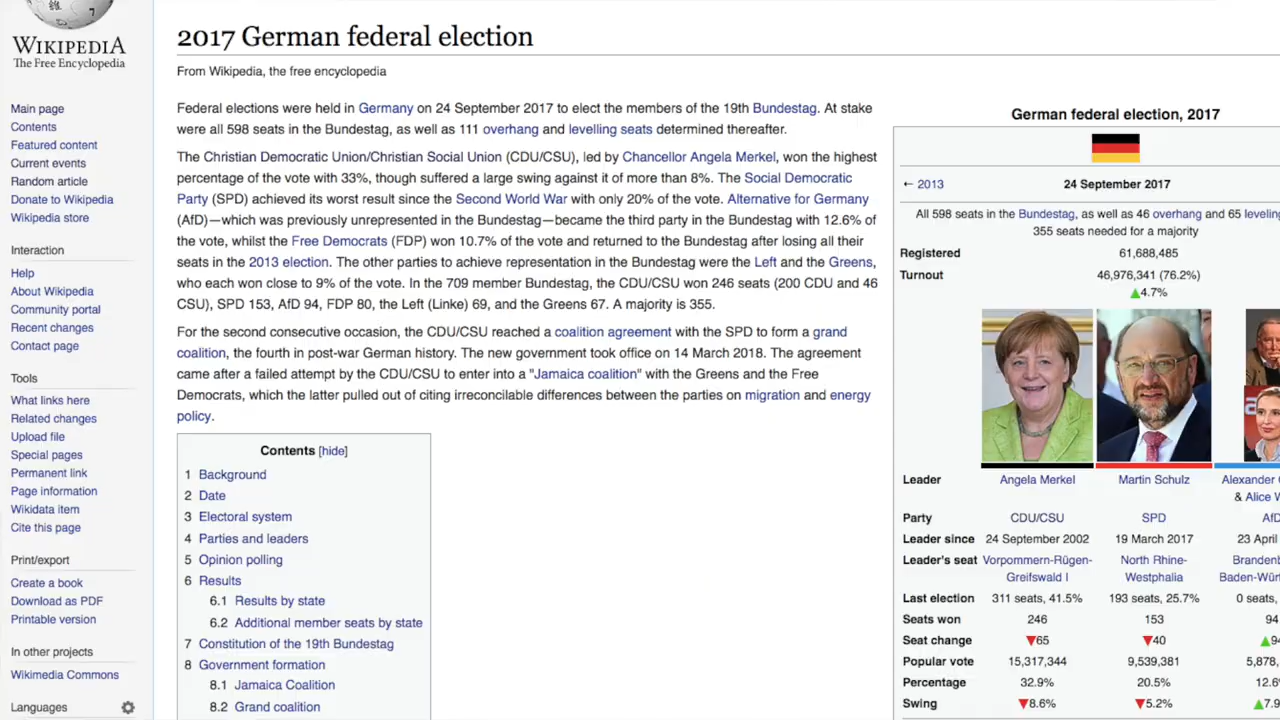 WIKIPEDIA
The Free Encyclopedia
Main page
Contents
Featured content
Current events
Random article
Donate to Wikipedia
Wikipedia store
Interaction
Help
About Wikipedia
Community portal
Recent changes
Contact page
Tools
What links here
Related changes
Upload file
Special pages
Permanent link
Page information
Wikidata item
Cite this page
Print/export
Create a book
Download as PDF
Printable version
In other projects
Wikimedia Commons
Languages
2017 German federal election
From Wikipedia, the free encyclopedia
Federal elections were held in Germany on 24 September 2017 to elect the members of the 19th Bundestag. At stake
were all 598 seats in the Bundestag, as well as 111 overhang and levelling seats determined thereafter.
The Christian Democratic Union/Christian Social Union (CDU/CSU), led by Chancellor Angela Merkel, won the highest
percentage of the vote with 33%, though suffered a large swing against it of more than 8%. The Social Democratic
Party (SPD) achieved its worst result since the Second World War with only 20% of the vote. Alternative for Germany
(AfD)—which was previously unrepresented in the Bundestag—became the third party in the Bundestag with 12.6% of
the vote, whilst the Free Democrats (FDP) won 10.7% of the vote and returned to the Bundestag after losing all their
seats in the 2013 election. The other parties to achieve representation in the Bundestag were the Left and the Greens,
who each won close to 9% of the vote. In the 709 member Bundestag, the CDU/CSU won 246 seats (200 CDU and 46
CSU), SPD 153, AfD 94, FDP 80, the Left (Linke) 69, and the Greens 67. A majority is 355.
For the second consecutive occasion, the CDU/CSU reached a coalition agreement with the SPD to form a grand
coalition, the fourth in post-war German history. The new government took office on 14 March 2018. The agreement
came after a failed attempt by the CDU/CSU to enter into a "Jamaica coalition" with the Greens and the Free
Democrats, which the latter pulled out of citing irreconcilable differences between the parties on migration and energy
policy.
Contents [hide]
1 Background
2 Date
3 Electoral system
4 Parties and leaders
5 Opinion polling
6 Results
6.1 Results by state
6.2 Additional member seats by state
7 Constitution of the 19th Bundestag
8 Government formation
8.1 Jamaica Coalition
8.2 Grand coalition
German federal election, 2017
← 2013 24 September 2017
All 598 seats in the Bundestag, as well as 46 overhang and 65 leveling
355 seats needed for a majority
Registered 61,688,485
Turnout 46,976,341 (76.2%)
▲4.7%
Leader Angela Merkel Martin Schulz Alexander
& Alice W
Party CDU/CSU SPD AfD
Leader since 24 September 2002 19 March 2017 23 April
Leader's seat Vorpommern-Rügen- North Rhine- Brandenb
Greifswald I Westphalia Baden-Würt
Last election 311 seats, 41.5% 193 seats, 25.7% 0 seats,
Seats won 246 153 94
Seat change ▼65 ▼40 ▲94
Popular vote 15,317,344 9,539,381 5,878,
Percentage 32.9% 20.5% 12.6%
Swing ▼8.6% ▼5.2% ▲7.9